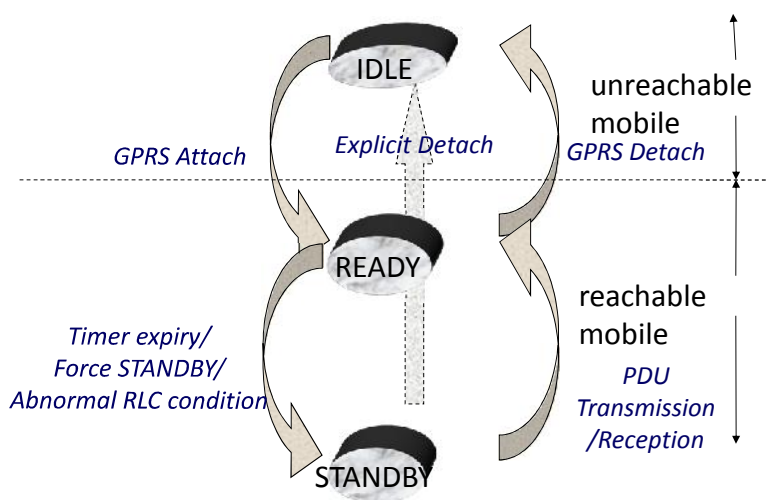 IDLE
unreachable
mobile
GPRS Attach
Explicit Detach
GPRS Detach
READY
reachable
mobile
Timer expiry/
Force STANDBY/
Abnormal RLC condition
PDU
Transmission
/Reception
STANDBY